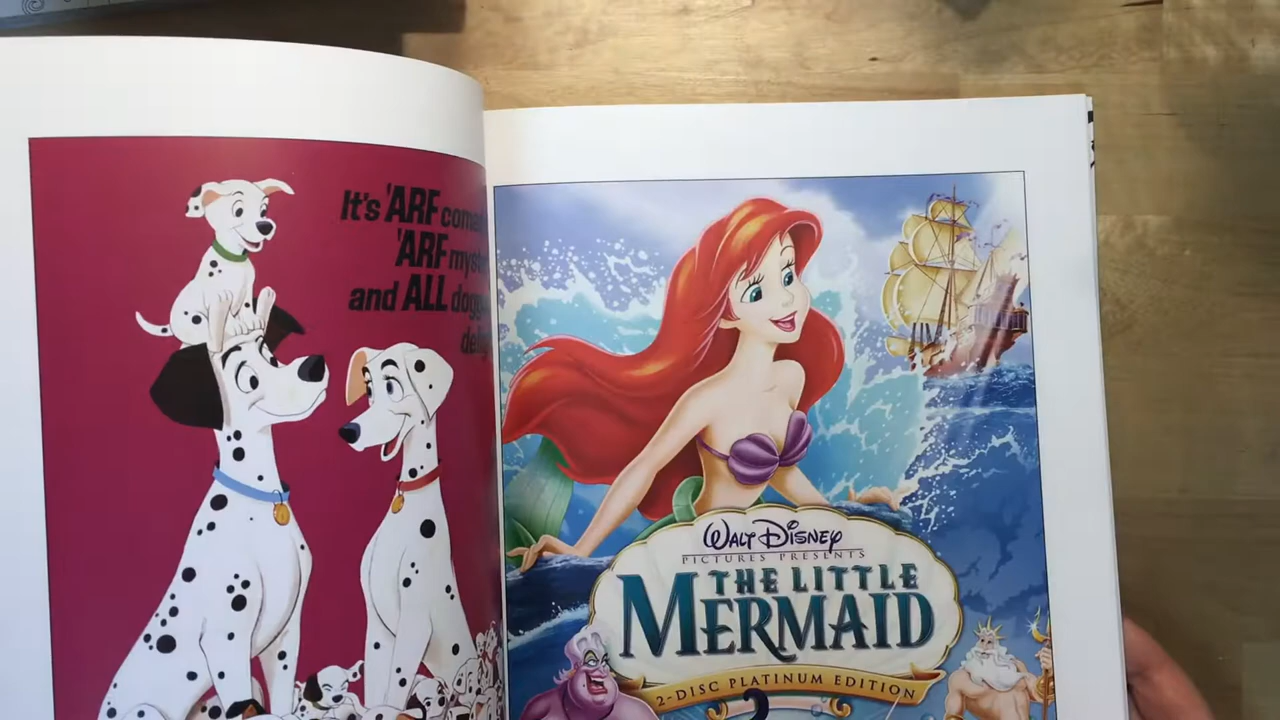 It's 'ARF
'ARF
and ALL
WALT DISNEY
PICTURES PRESENTS
THE LITTLE
MERMAID
2-DISC PLATINUM EDITION